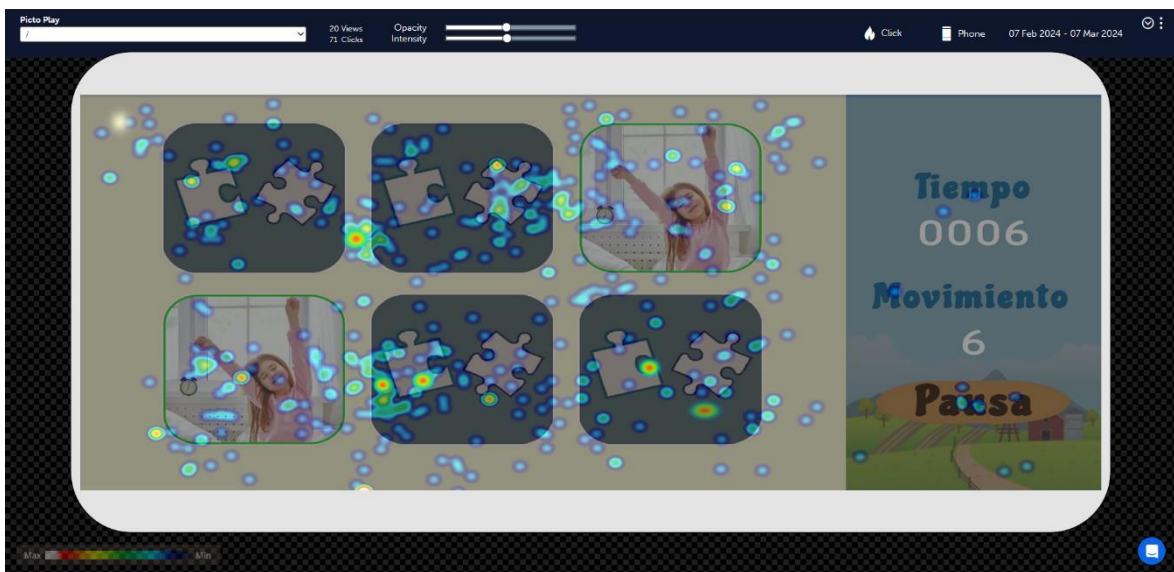 Picto Play
/
20 Views
71 Clicks
Opacity
Intensity
Click
Phone
07 Feb 2024 - 07 Mar 2024
Tiempo
0006
Movimiento
6
Pausa
Max
Min